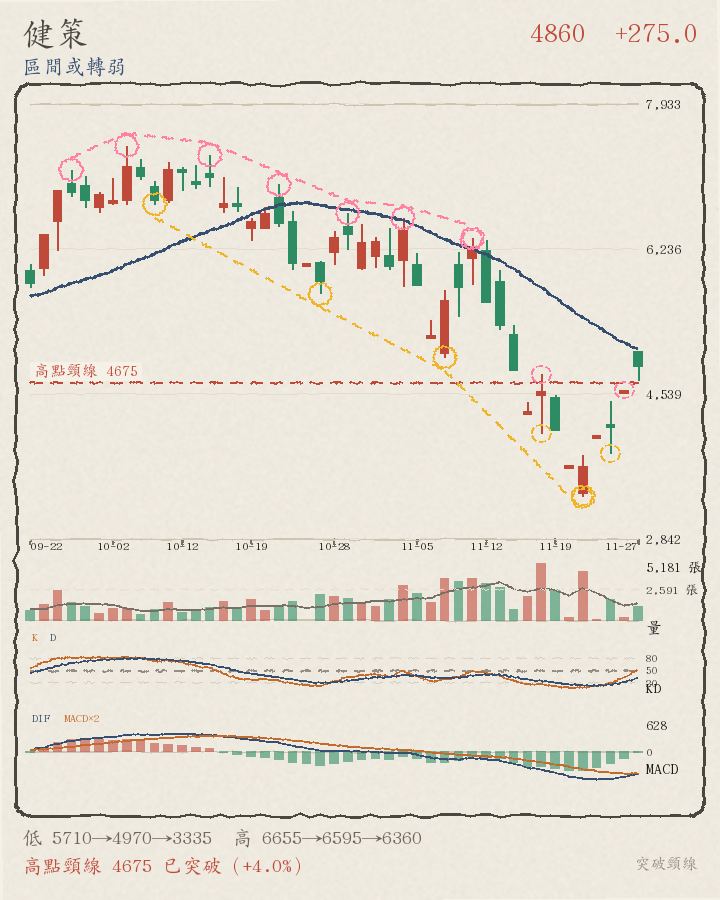 健策
4860 +275.0
區間或轉弱
7,933
6,236
高點頸線 4675
4,539
2,842
09-22 10-02 10-12 10-19 10-28 11-05 11-12 11-19 11-27
5,181 張
2,591 張
量
K D
80
50
20
KD
DIF MACD×2
628
0
MACD
低 5710→4970→3335 高 6655→6595→6360
高點頸線 4675 已突破 (+4.0%)
突破頸線